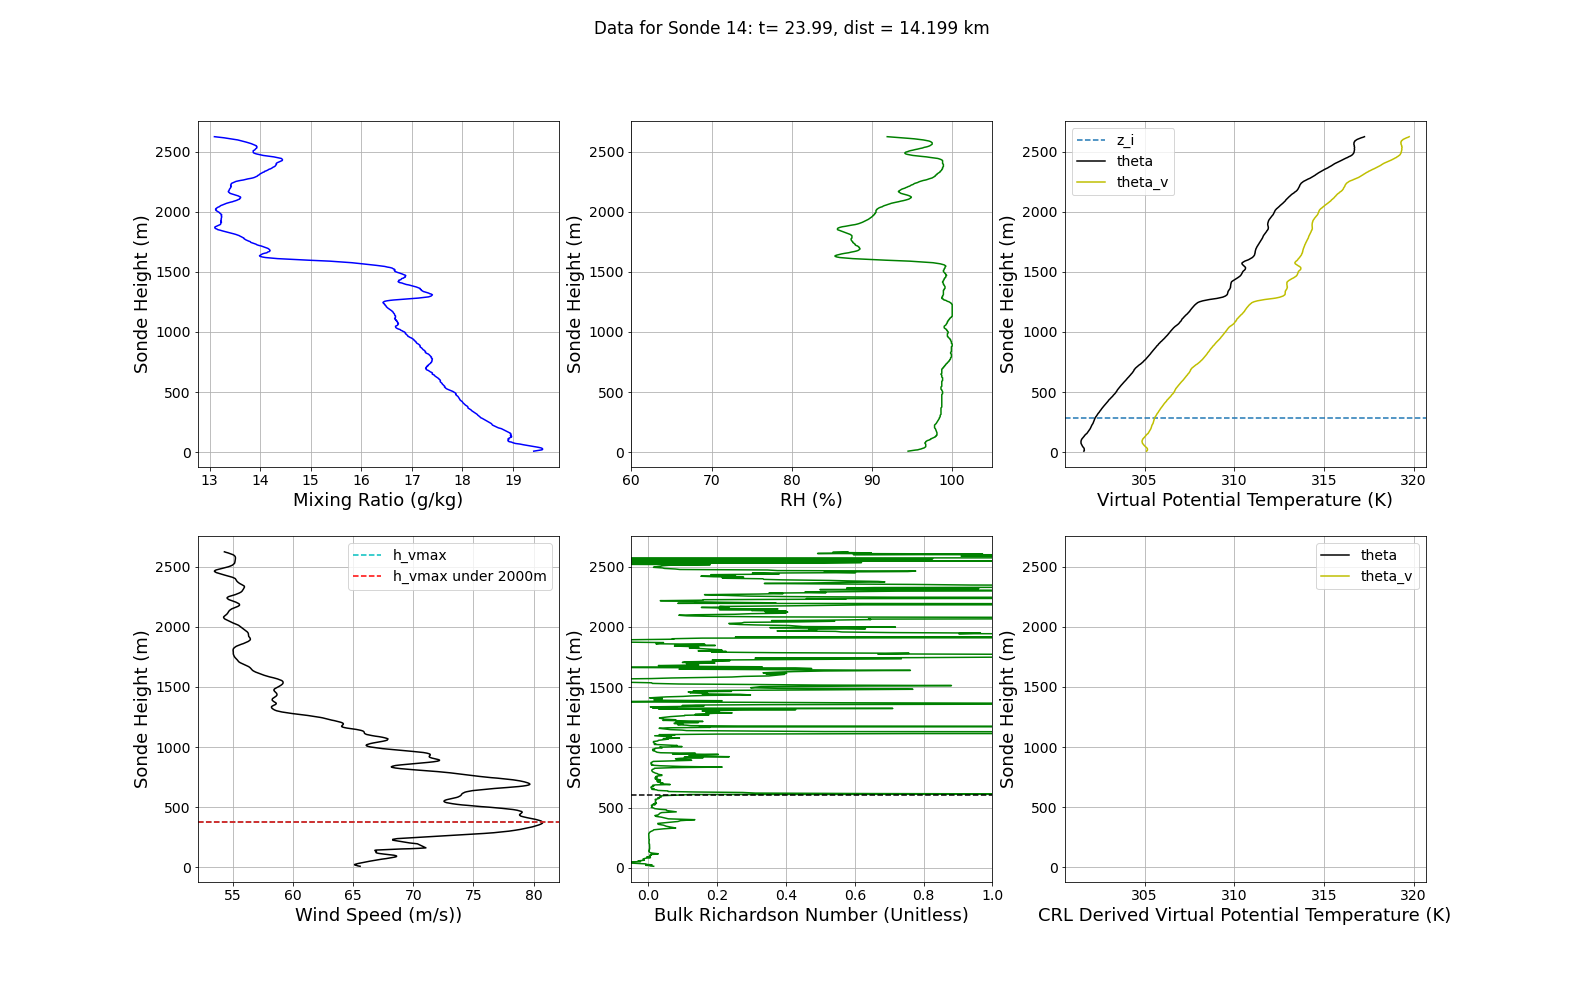 Data for Sonde 14: t= 23.99, dist = 14.199 km
Sonde Height (m)
2500
2000
1500
1000
500
0
13 14 15 16 17 18 19
Mixing Ratio (g/kg)
Sonde Height (m)
2500
2000
1500
1000
500
0
60 70 80 90 100
RH (%)
Sonde Height (m)
2500
2000
1500
1000
500
0
z_i
theta
theta_v
305 310 315 320
Virtual Potential Temperature (K)
Sonde Height (m)
2500
2000
1500
1000
500
0
h_vmax
h_vmax under 2000m
55 60 65 70 75 80
Wind Speed (m/s))
Sonde Height (m)
2500
2000
1500
1000
500
0
0.0 0.2 0.4 0.6 0.8 1.0
Bulk Richardson Number (Unitless)
Sonde Height (m)
2500
2000
1500
1000
500
0
theta
theta_v
305 310 315 320
CRL Derived Virtual Potential Temperature (K)